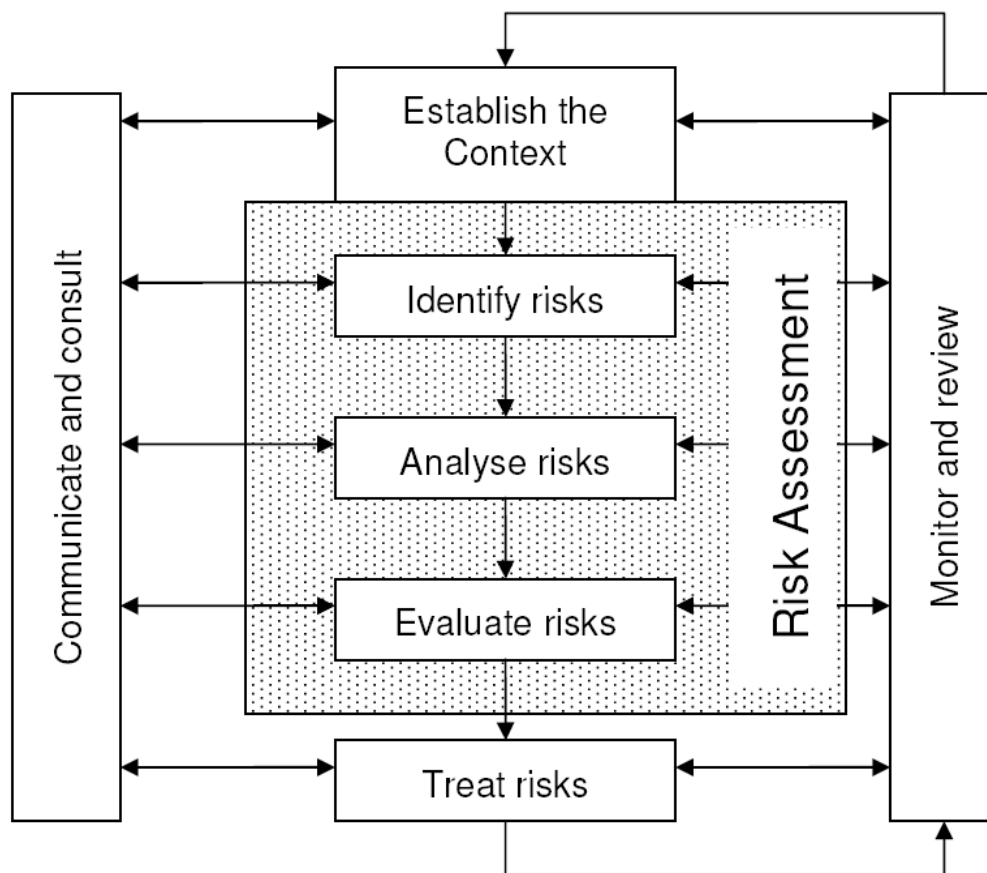 Establish the
Context
Communicate and consult
Identify risks
Analyse risks
Evaluate risks
Risk Assessment
Monitor and review
Treat risks